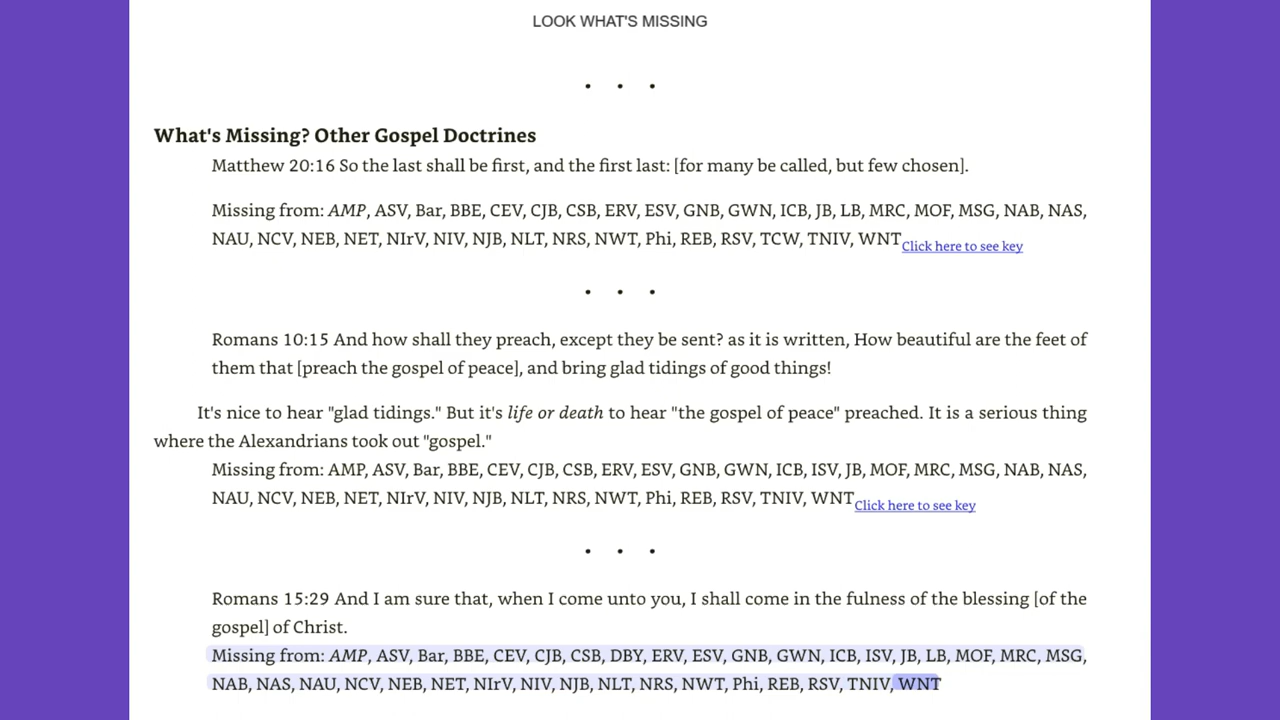 LOOK WHAT'S MISSING
• • •
What's Missing? Other Gospel Doctrines
Matthew 20:16 So the last shall be first, and the first last: [for many be called, but few chosen].
Missing from: AMP, ASV, Bar, BBE, CEV, CJB, CSB, ERV, ESV, GNB, GWN, ICB, JB, LB, MRC, MOF, MSG, NAB, NAS,
NAU, NCV, NEB, NET, NIrV, NIV, NJB, NLT, NRS, NWT, Phi, REB, RSV, TCW, TNIV, WNT Click here to see key
• • •
Romans 10:15 And how shall they preach, except they be sent? as it is written, How beautiful are the feet of
them that [preach the gospel of peace], and bring glad tidings of good things!
It's nice to hear "glad tidings." But it's life or death to hear "the gospel of peace" preached. It is a serious thing
where the Alexandrians took out "gospel."
Missing from: AMP, ASV, Bar, BBE, CEV, CJB, CSB, ERV, ESV, GNB, GWN, ICB, ISV, JB, MOF, MRC, MSG, NAB, NAS,
NAU, NCV, NEB, NET, NIrV, NIV, NJB, NLT, NRS, NWT, Phi, REB, RSV, TNIV, WNT Click here to see key
• • •
Romans 15:29 And I am sure that, when I come unto you, I shall come in the fulness of the blessing [of the
gospel] of Christ.
Missing from: AMP, ASV, Bar, BBE, CEV, CJB, CSB, DBY, ERV, ESV, GNB, GWN, ICB, ISV, JB, LB, MOF, MRC, MSG,
NAB, NAS, NAU, NCV, NEB, NET, NIrV, NIV, NJB, NLT, NRS, NWT, Phi, REB, RSV, TNIV, WNT